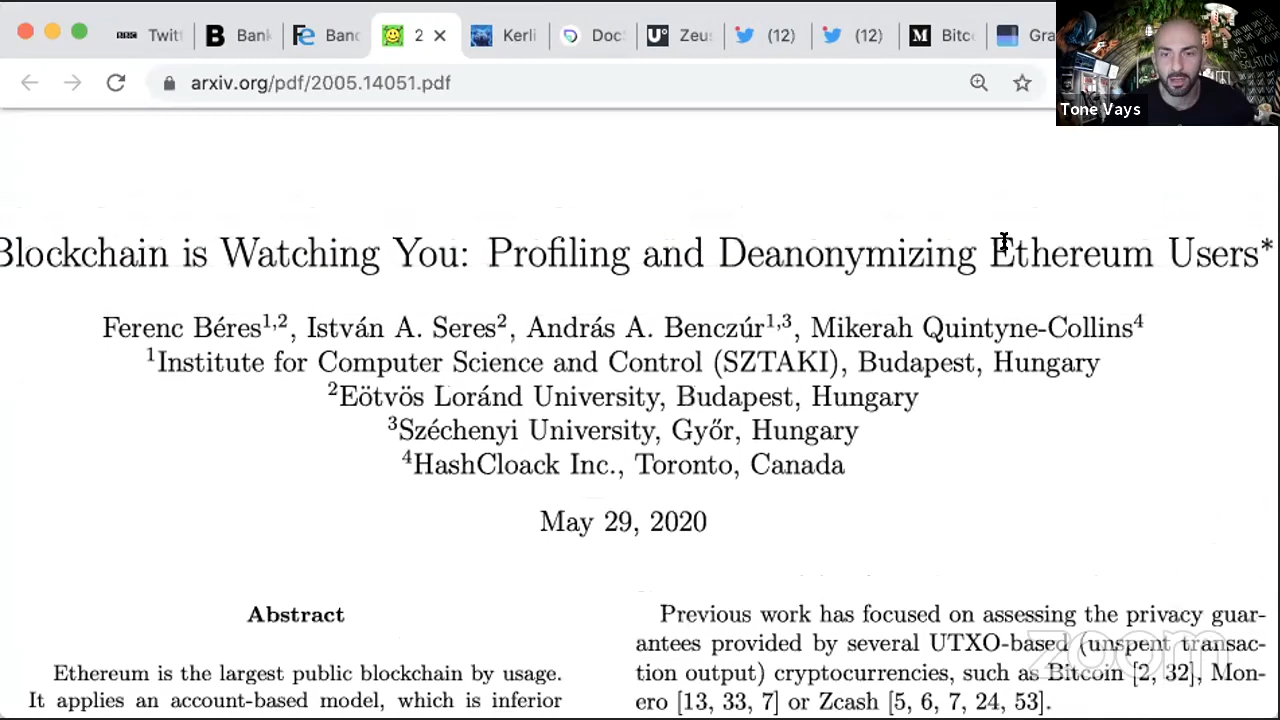 Twitt
Bank
Banc
2
Kerli
Doc:
Zeus
(12)
(12)
Bitco
Gra
arxiv.org/pdf/2005.14051.pdf
Tone Vays
Blockchain is Watching You: Profiling and Deanonymizing Ethereum Users*
Ferenc Béres1,2, István A. Seres2, András A. Benczúr1,3, Mikerah Quintyne-Collins4
1Institute for Computer Science and Control (SZTAKI), Budapest, Hungary
2Eötvös Loránd University, Budapest, Hungary
3Széchenyi University, Győr, Hungary
4HashCloack Inc., Toronto, Canada
May 29, 2020
Abstract
Ethereum is the largest public blockchain by usage.
It applies an account-based model, which is inferior
Previous work has focused on assessing the privacy guar-
antees provided by several UTXO-based (unspent transac-
tion output) cryptocurrencies, such as Bitcoin [2, 32], Mon-
ero [13, 33, 7] or Zcash [5, 6, 7, 24, 53].
zoom